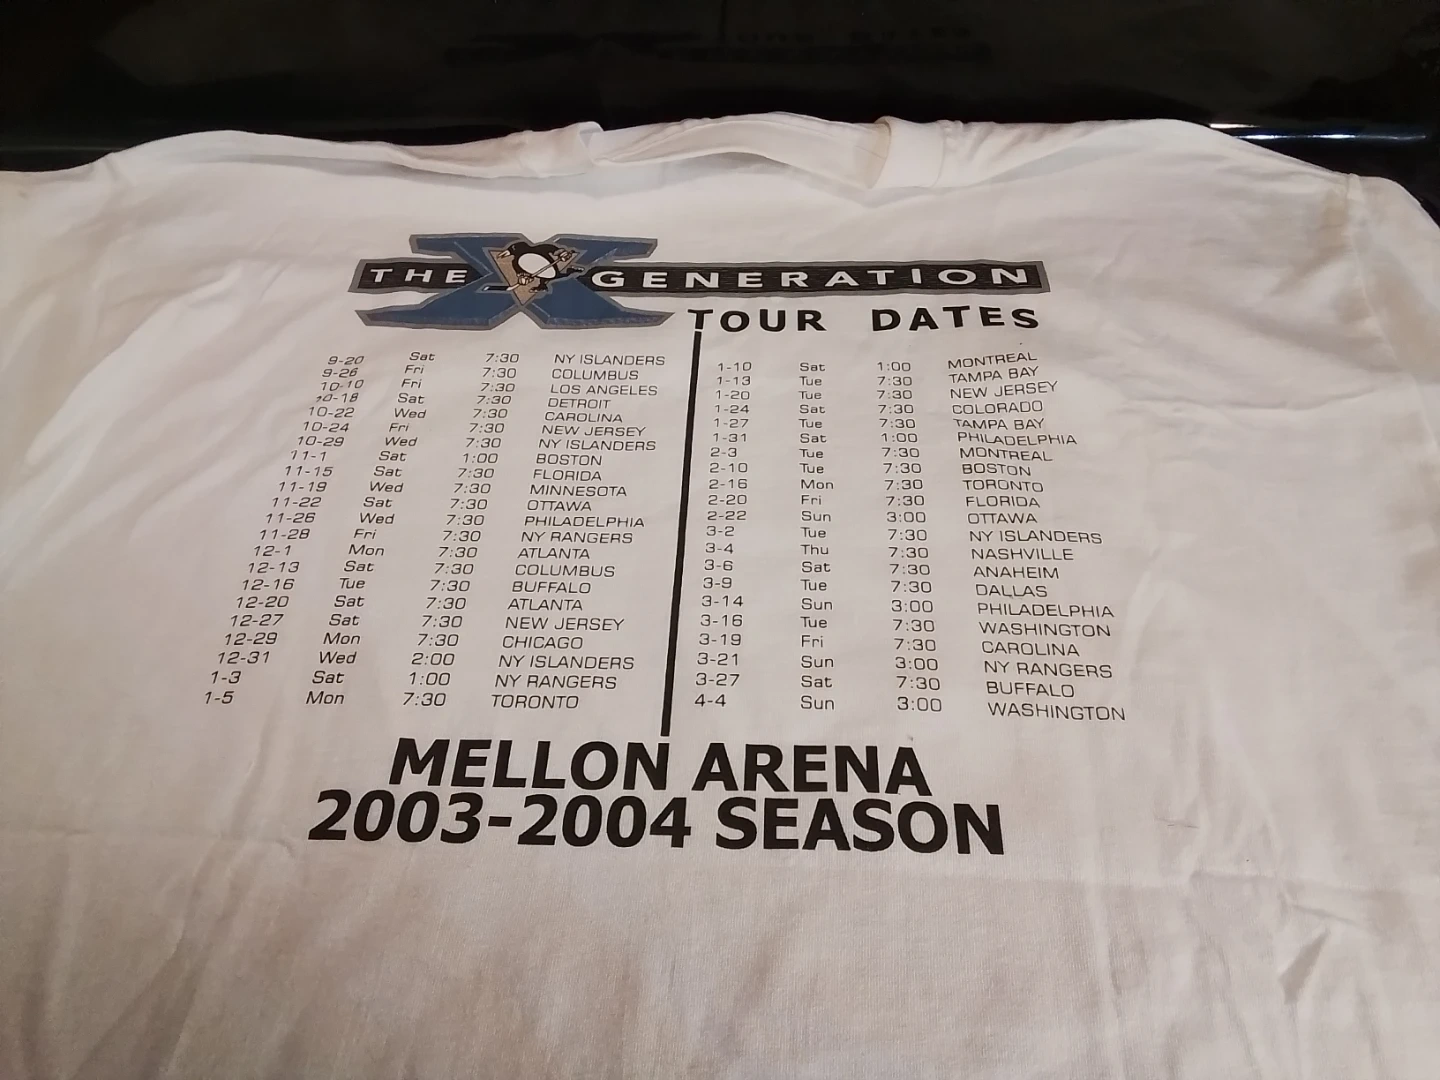 THE X GENERATION
TOUR DATES
9-20 Sat 7:30 NY ISLANDERS
9-26 Fri 7:30 COLUMBUS
10-10 Fri 7:30 LOS ANGELES
10-18 Sat 7:30 DETROIT
10-22 Wed 7:30 CAROLINA
10-24 Fri 7:30 NEW JERSEY
10-29 Wed 7:30 NY ISLANDERS
11-1 Sat 1:00 BOSTON
11-15 Sat 7:30 FLORIDA
11-19 Wed 7:30 MINNESOTA
11-22 Sat 7:30 OTTAWA
11-26 Wed 7:30 PHILADELPHIA
11-28 Fri 7:30 NY RANGERS
12-1 Mon 7:30 ATLANTA
12-13 Sat 7:30 COLUMBUS
12-16 Tue 7:30 BUFFALO
12-20 Sat 7:30 ATLANTA
12-27 Sat 7:30 NEW JERSEY
12-29 Mon 7:30 CHICAGO
12-31 Wed 2:00 NY ISLANDERS
1-3 Sat 1:00 NY RANGERS
1-5 Mon 7:30 TORONTO
1-10 Sat 1:00 MONTREAL
1-13 Tue 7:30 TAMPA BAY
1-20 Tue 7:30 NEW JERSEY
1-24 Sat 7:30 COLORADO
1-27 Tue 7:30 TAMPA BAY
1-31 Sat 1:00 PHILADELPHIA
2-3 Tue 7:30 MONTREAL
2-10 Tue 7:30 BOSTON
2-16 Mon 7:30 TORONTO
2-20 Fri 7:30 FLORIDA
2-22 Sun 3:00 OTTAWA
3-2 Tue 7:30 NY ISLANDERS
3-4 Thu 7:30 NASHVILLE
3-6 Sat 7:30 ANAHEIM
3-9 Tue 7:30 DALLAS
3-14 Sun 3:00 PHILADELPHIA
3-16 Tue 7:30 WASHINGTON
3-19 Fri 7:30 CAROLINA
3-21 Sun 3:00 NY RANGERS
3-27 Sat 7:30 BUFFALO
4-4 Sun 3:00 WASHINGTON
MELLON ARENA
2003-2004 SEASON